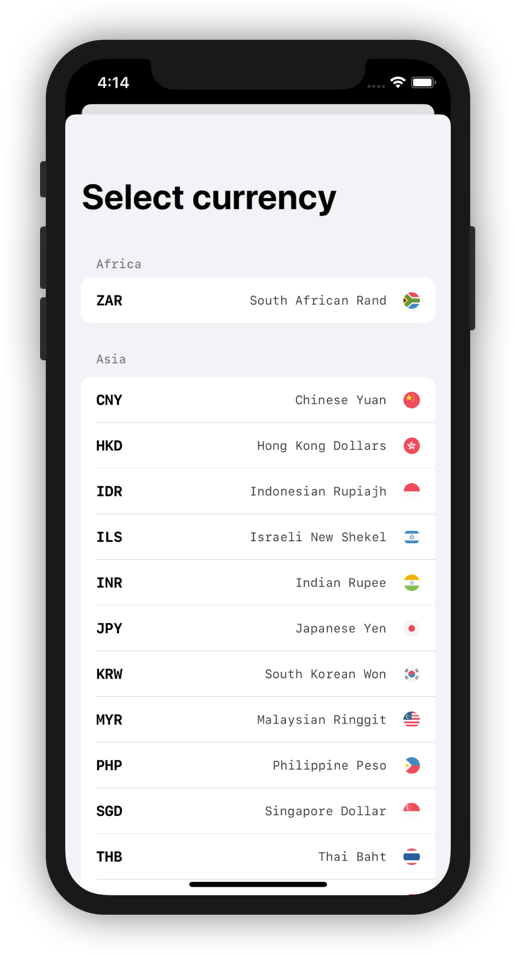 4:14
Select currency
Africa
ZAR South African Rand
Asia
CNY Chinese Yuan
HKD Hong Kong Dollars
IDR Indonesian Rupiajh
ILS Israeli New Shekel
INR Indian Rupee
JPY Japanese Yen
KRW South Korean Won
MYR Malaysian Ringgit
PHP Philippine Peso
SGD Singapore Dollar
THB Thai Baht